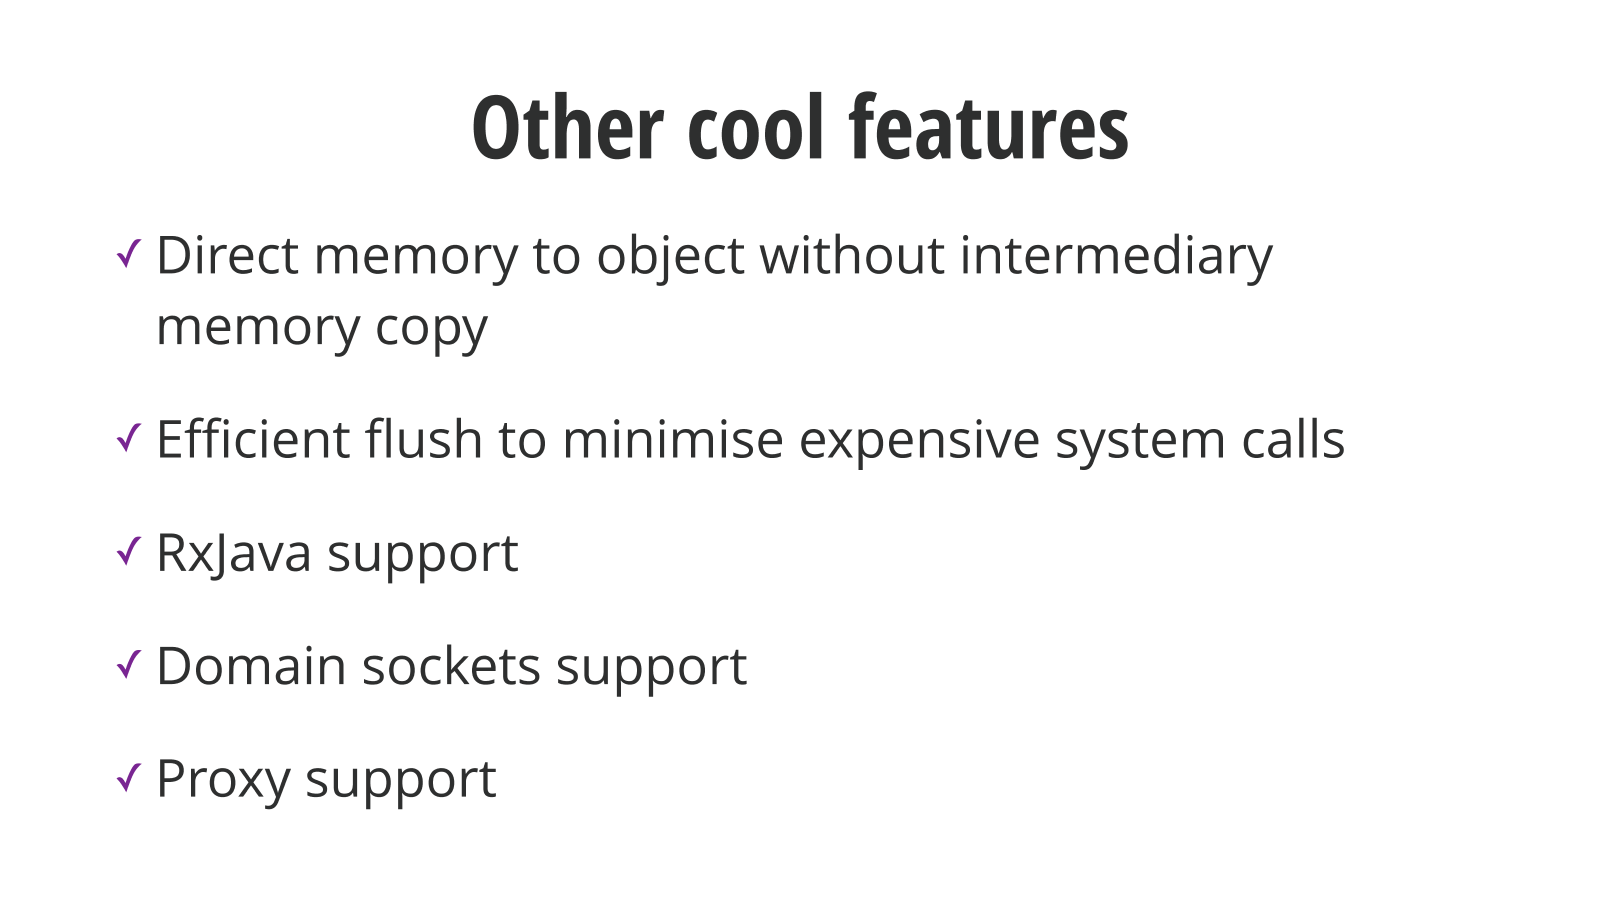 Other cool features
✓ Direct memory to object without intermediary
memory copy
✓ Efficient flush to minimise expensive system calls
✓ RxJava support
✓ Domain sockets support
✓ Proxy support